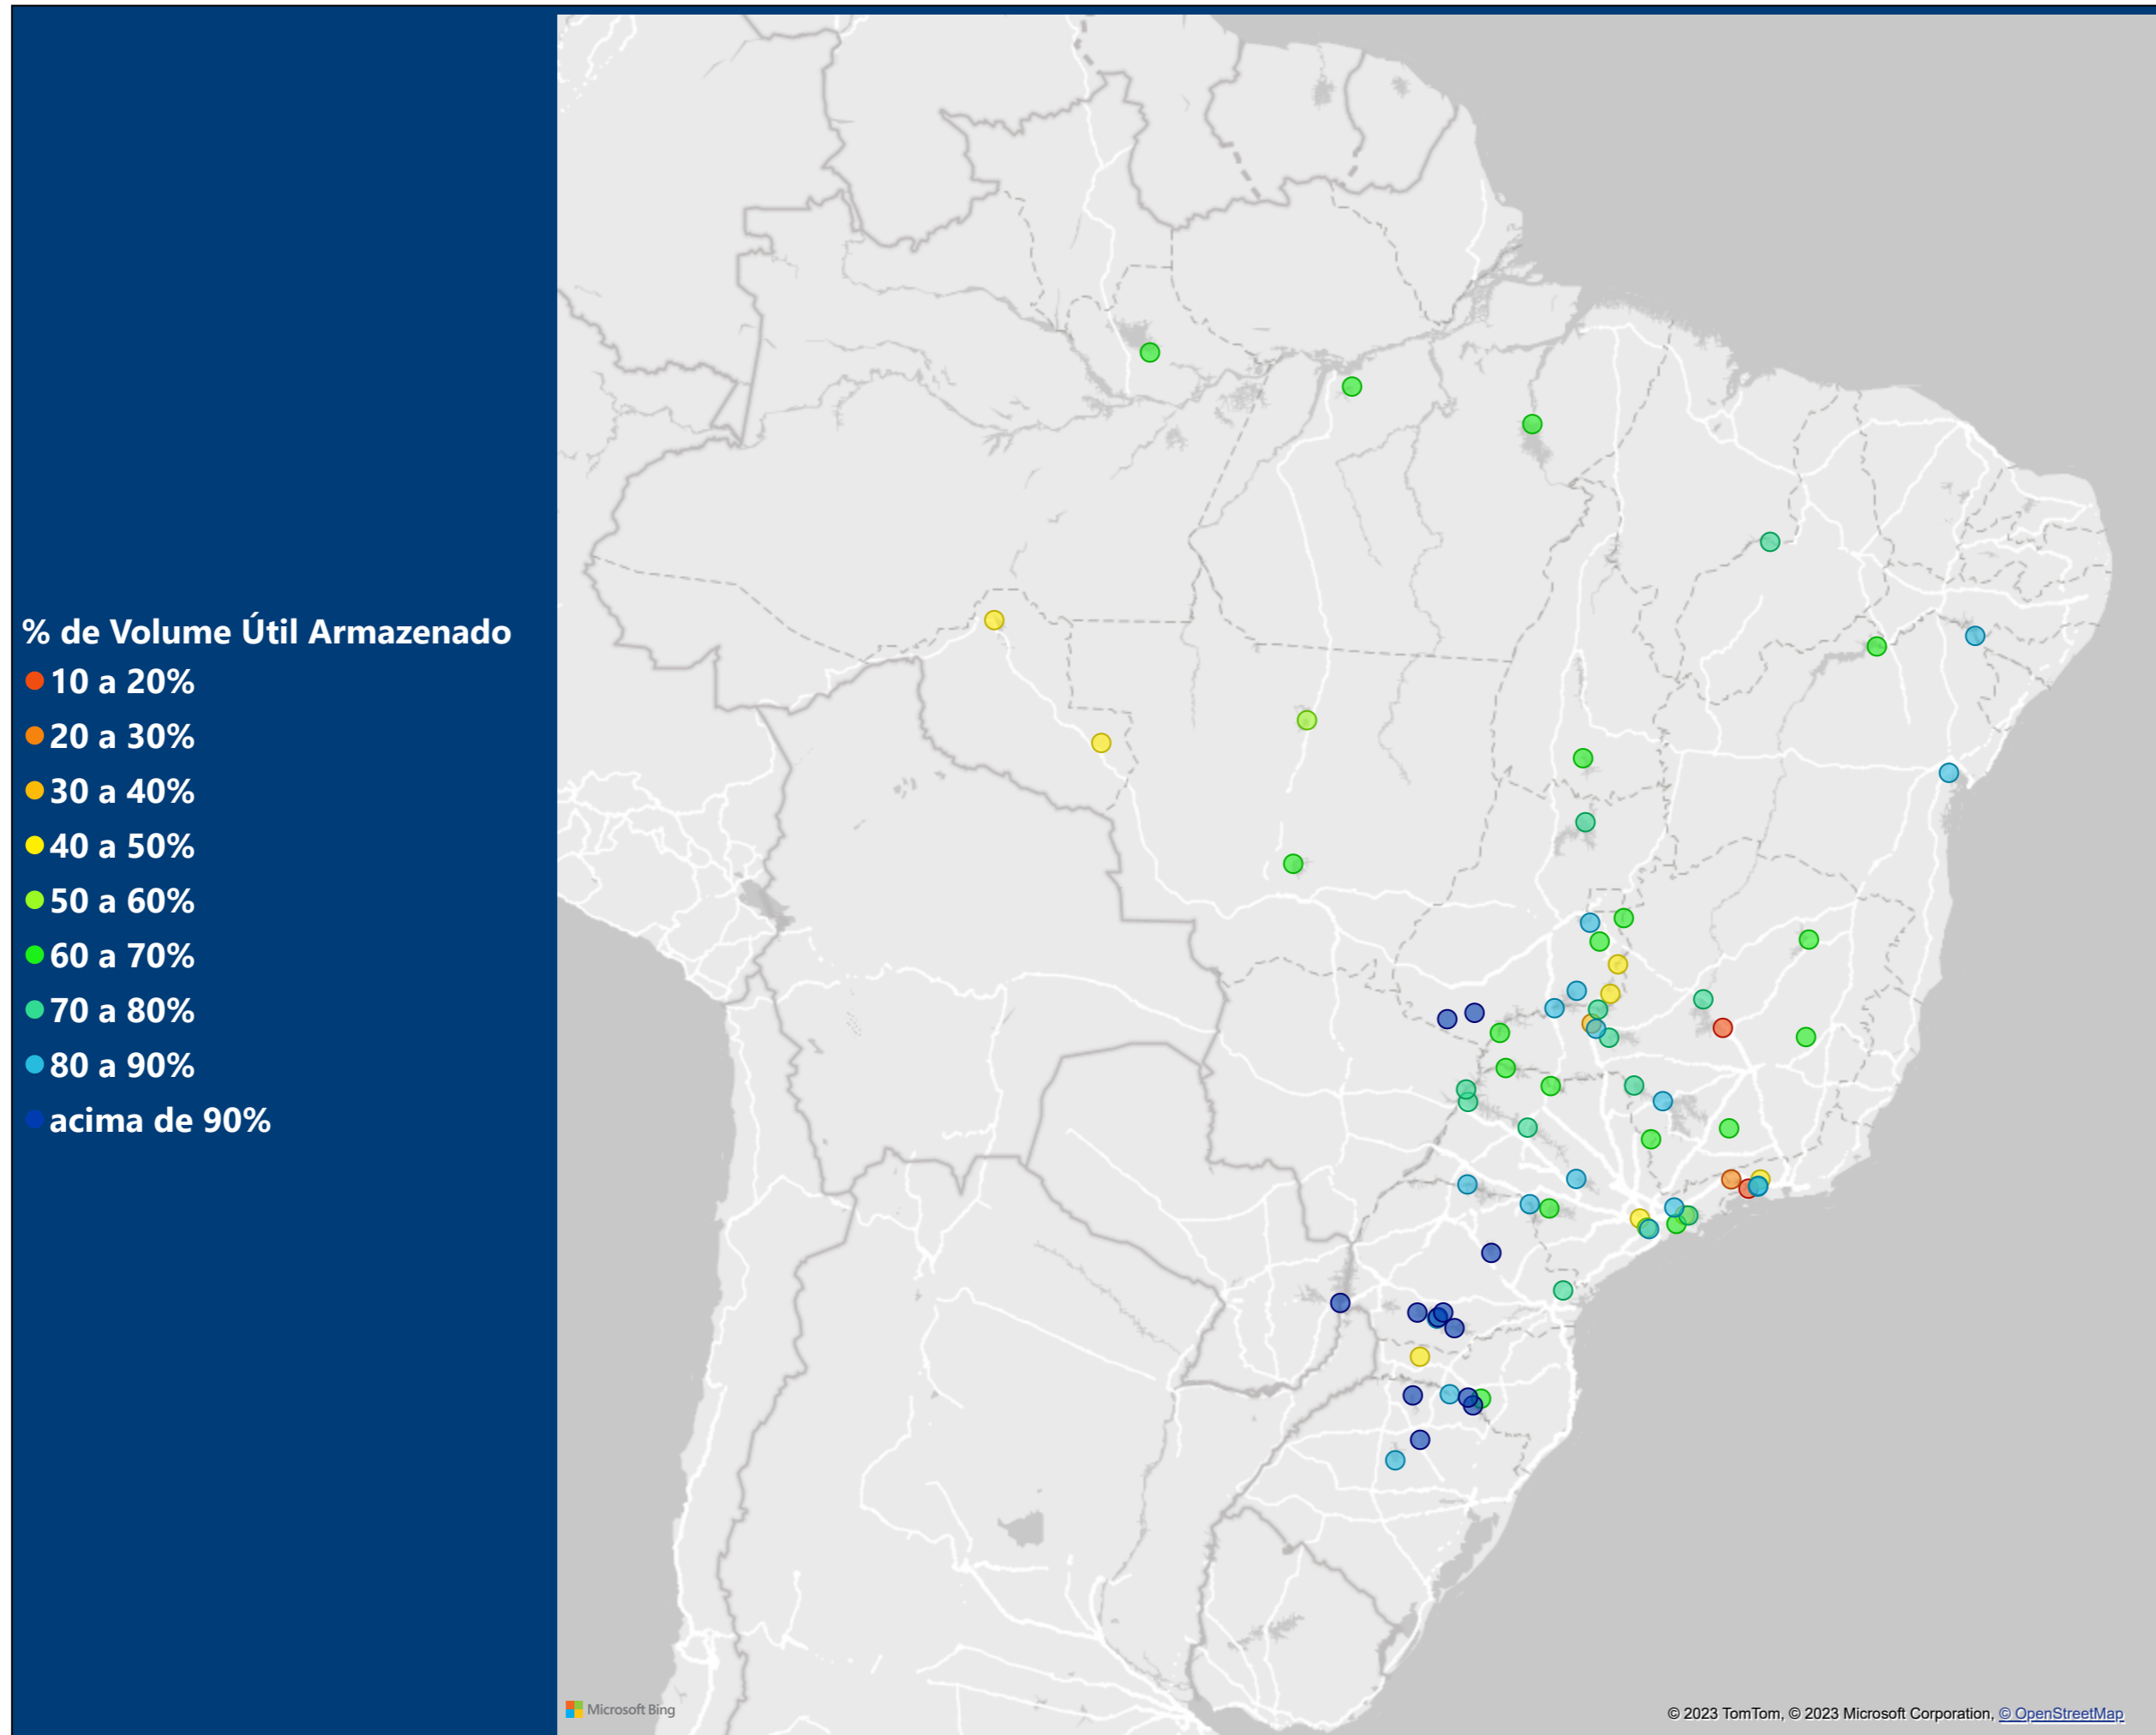 % de Volume Útil Armazenado
10 a 20%
20 a 30%
30 a 40%
40 a 50%
50 a 60%
60 a 70%
70 a 80%
80 a 90%
acima de 90%
Microsoft Bing
© 2023 TomTom, © 2023 Microsoft Corporation, © OpenStreetMap